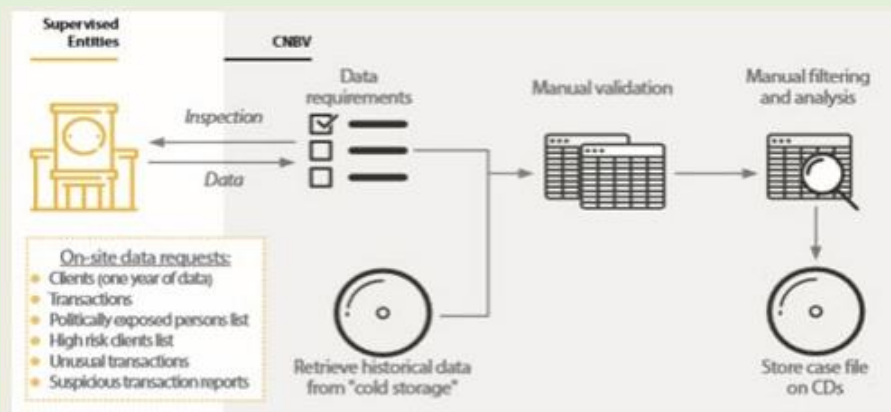 Supervised
Entities
CNBV
Data
requirements
Manual validation
Manual filtering
and analysis
Inspection
Data
On-site data requests:
Clients (one year of data)
Transactions
Politically exposed persons list
High risk clients list
Unusual transactions
Suspicious transaction reports
Retrieve historical data
from "cold storage"
Store case file
on CDs